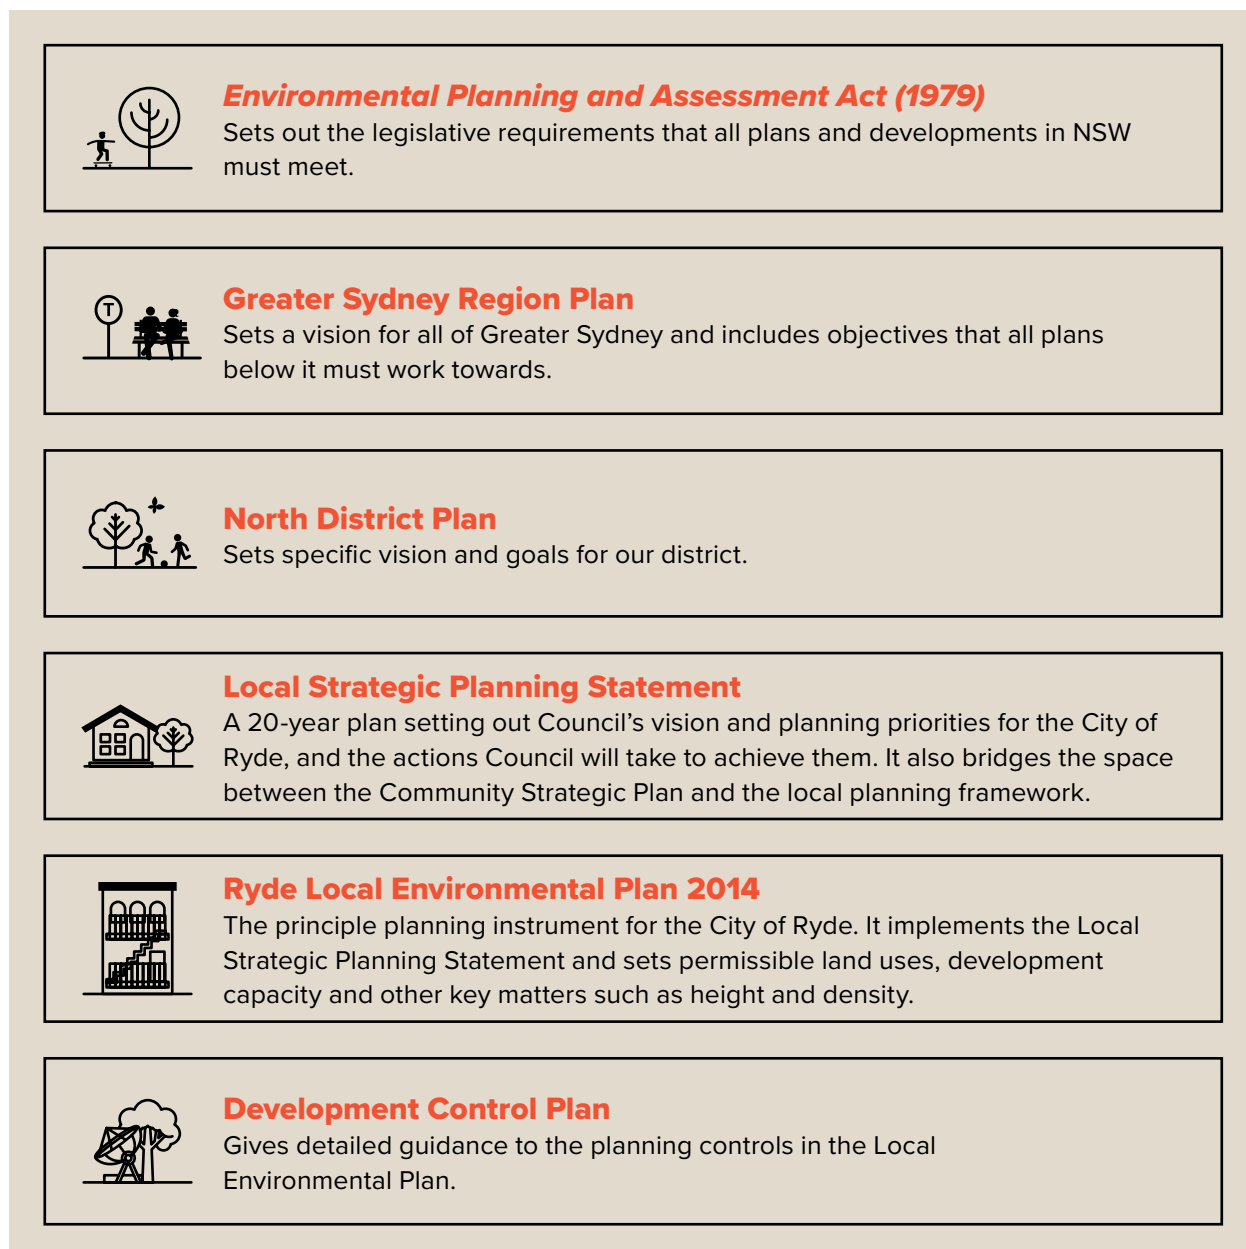 Environmental Planning and Assessment Act (1979)
Sets out the legislative requirements that all plans and developments in NSW
must meet.
T
Greater Sydney Region Plan
Sets a vision for all of Greater Sydney and includes objectives that all plans
below it must work towards.
North District Plan
Sets specific vision and goals for our district.
Local Strategic Planning Statement
A 20-year plan setting out Council’s vision and planning priorities for the City of
Ryde, and the actions Council will take to achieve them. It also bridges the space
between the Community Strategic Plan and the local planning framework.
Ryde Local Environmental Plan 2014
The principle planning instrument for the City of Ryde. It implements the Local
Strategic Planning Statement and sets permissible land uses, development
capacity and other key matters such as height and density.
Development Control Plan
Gives detailed guidance to the planning controls in the Local
Environmental Plan.